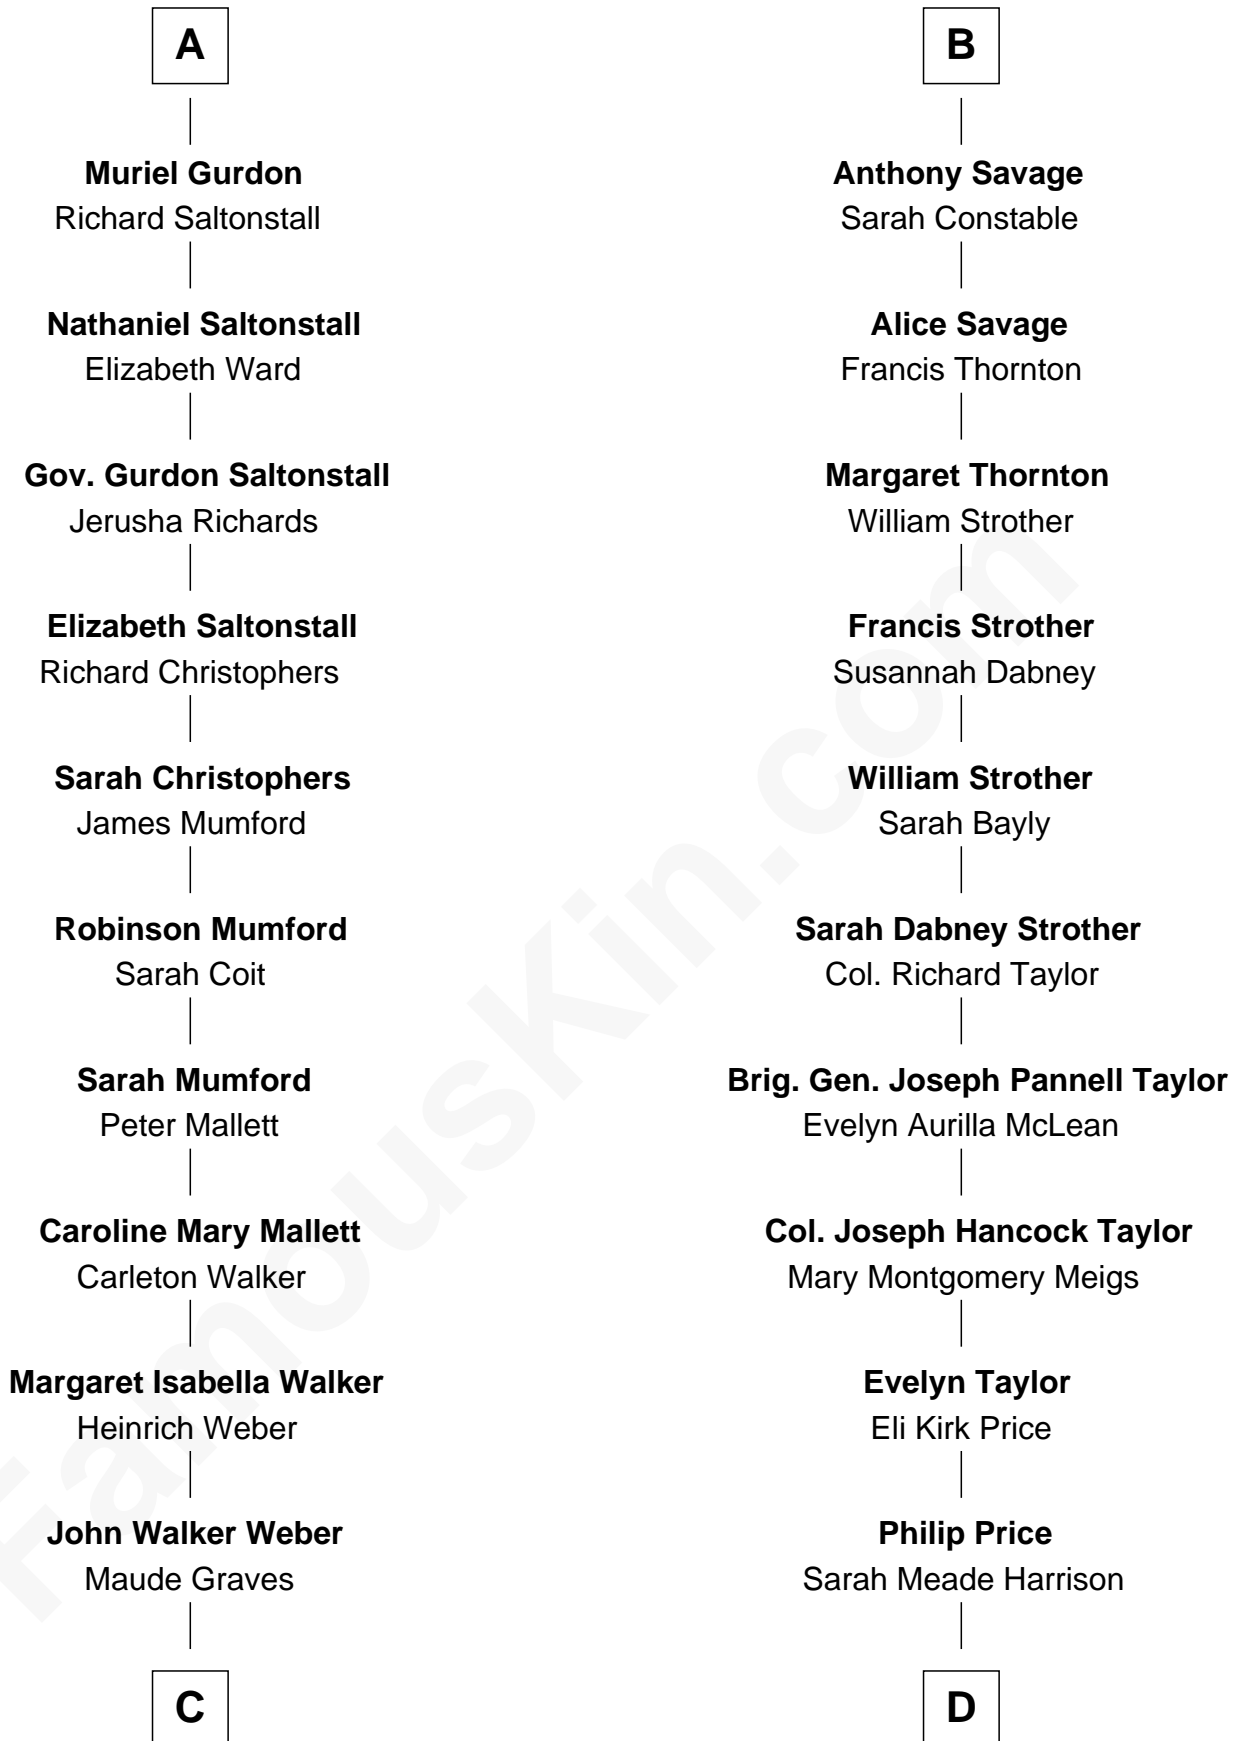 A
Muriel Gurdon
Richard Saltonstall
Nathaniel Saltonstall
Elizabeth Ward
Gov. Gurdon Saltonstall
Jerusha Richards
Elizabeth Saltonstall
Richard Christophers
Sarah Christophers
James Mumford
Robinson Mumford
Sarah Coit
Sarah Mumford
Peter Mallett
Caroline Mary Mallett
Carleton Walker
Margaret Isabella Walker
Heinrich Weber
John Walker Weber
Maude Graves
C
B
Anthony Savage
Sarah Constable
Alice Savage
Francis Thornton
Margaret Thornton
William Strother
Francis Strother
Susannah Dabney
William Strother
Sarah Bayly
Sarah Dabney Strother
Col. Richard Taylor
Brig. Gen. Joseph Pannell Taylor
Evelyn Aurilla McLean
Col. Joseph Hancock Taylor
Mary Montgomery Meigs
Evelyn Taylor
Eli Kirk Price
Philip Price
Sarah Meade Harrison
D
FamousKin.com